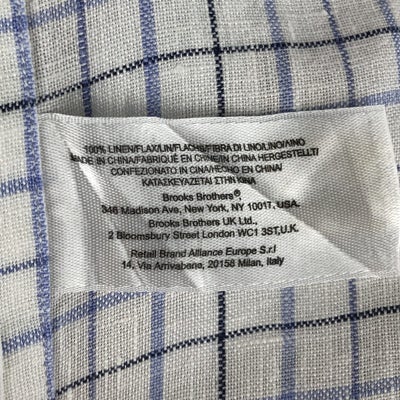 100% LINEN/FLAX/LIN/FLACHS/FIBRA DI LINO/LINO/ΛΙΝΟ
MADE IN CHINA/FABRIQUÉ EN CHINE/IN CHINA HERGESTELLT/
CONFEZIONATO IN CINA/HECHO EN CHINA/
ΚΑΤΑΣΚΕΥΑΖΕΤΑΙ ΣΤΗΝ ΚΙΝΑ
Brooks Brothers®,
346 Madison Ave, New York, NY 10017, USA.
Brooks Brothers UK Ltd.,
2 Bloomsbury Street London WC1 3ST,U.K.
Retail Brand Alliance Europe S.r.l
14, Via Arrivabene, 20158 Milan, Italy